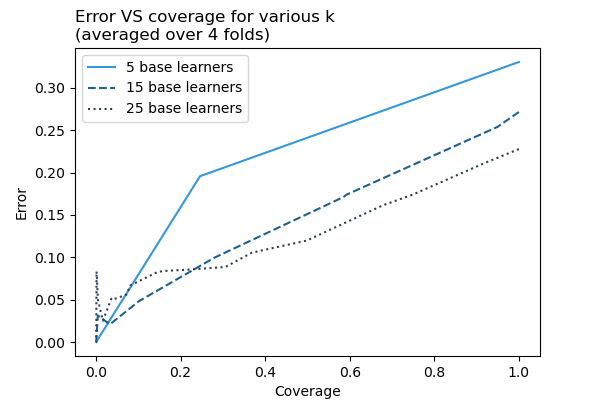 Error VS coverage for various k
(averaged over 4 folds)
5 base learners
15 base learners
25 base learners
Error
0.30
0.25
0.20
0.15
0.10
0.05
0.00
0.0 0.2 0.4 0.6 0.8 1.0
Coverage